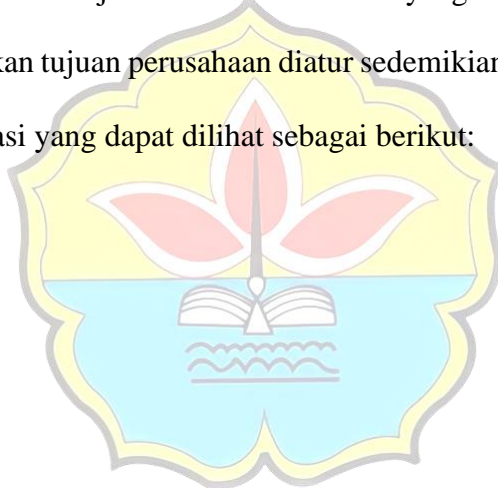 kan tujuan perusahaan diatur sedemikian
asi yang dapat dilihat sebagai berikut: